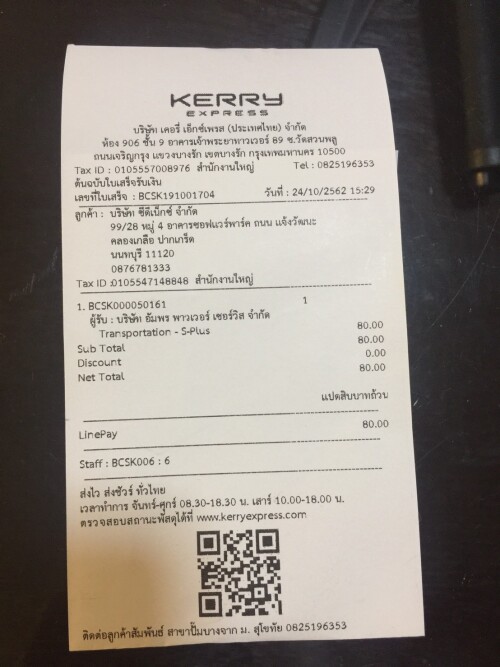 KERRY
EXPRESS
บริษัท เคอรี่ เอ็กซ์เพรส (ประเทศไทย) จำกัด
ห้อง 906 ชั้น 9 อาคารเจ้าพระยาทาวเวอร์ 89 ซ.วัดสวนพลู
ถนนเจริญกรุง แขวงบางรัก เขตบางรัก กรุงเทพฒหานคร 10500
Tax ID : 0105557008976 สำนักงานใหญ่ Tel : 0825196353
ต้นฉบับใบเสร็จรับเงิน
เลขที่ใบเสร็จ : BCSK191001704 วันที่ : 24/10/2562 15:29
ลูกค้า : บริษัท ซีดีเน็กซ์ จำกัด
99/28 หมู่ 4 อาคารซอฟแวร์พาร์ค ถนน แจ้งวัฒนะ
คลองเกลือ ปากเกร็ด
นนทบุรี 11120
0876781333
Tax ID :0105547148848 สำนักงานใหญ่
1. BCSK000050161 1
ผู้รับ : บริษัท อัมพร พาวเวอร์ เซอร์วิส จำกัด
Transportation - S-Plus 80.00
Sub Total 80.00
Discount 0.00
Net Total 80.00
แปดสิบบาทถ้วน
LinePay 80.00
Staff : BCSK006 : 6
ส่งไว ส่งชัวร์ ทั่วไทย
เวลาทำการ จันทร์-ศุกร์ 08.30-18.30 น. เสาร์ 10.00-18.00 น.
ตรวจสอบสถานะพัสดุได้ที่ www.kerryexpress.com
ติดต่อลูกค้าสัมพันธ์ สาขาปั๊มบางจาก ม. สุโขทัย 0825196353